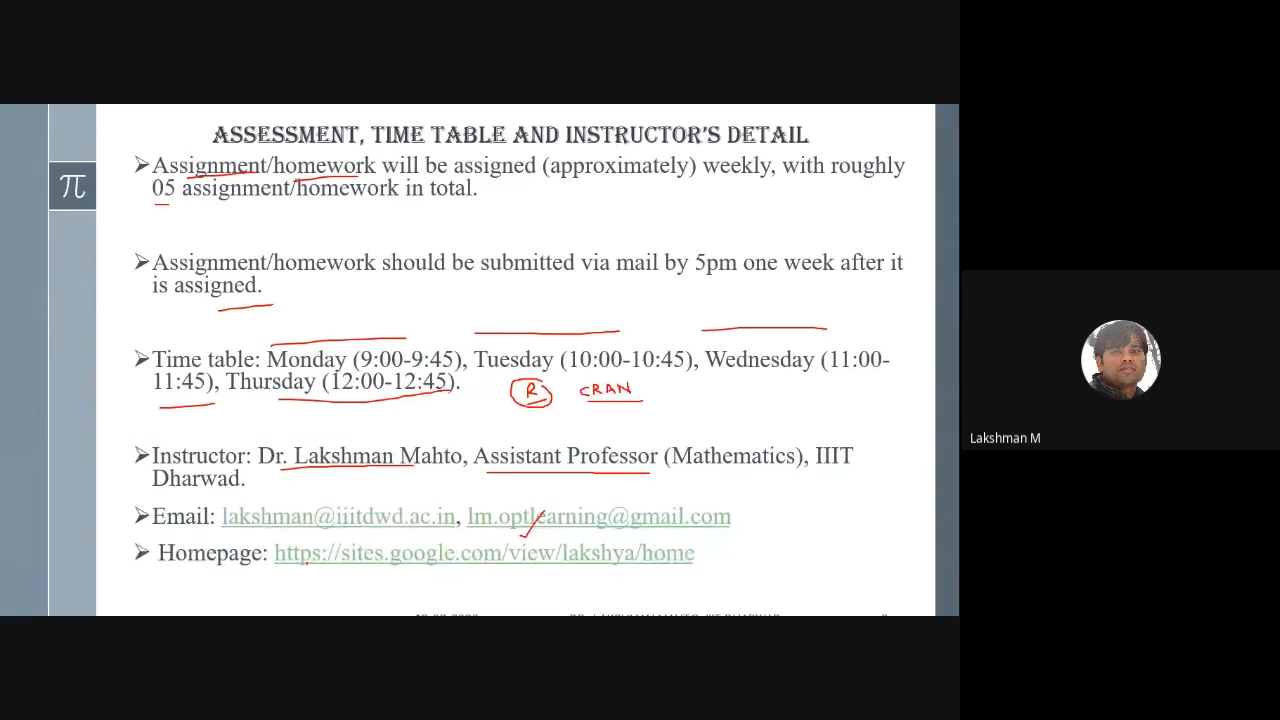 ASSESSMENT, TIME TABLE AND INSTRUCTOR'S DETAIL
➢Assignment/homework will be assigned (approximately) weekly, with roughly
05 assignment/homework in total.
π
➢Assignment/homework should be submitted via mail by 5pm one week after it
is assigned.
➢Time table: Monday (9:00-9:45), Tuesday (10:00-10:45), Wednesday (11:00-
11:45), Thursday (12:00-12:45).
R CRAN
➢Instructor: Dr. Lakshman Mahto, Assistant Professor (Mathematics), IIIT
Dharwad.
➢Email: lakshman@iiitdwd.ac.in, lm.optlearning@gmail.com
➢ Homepage: https://sites.google.com/view/lakshya/home
Lakshman M